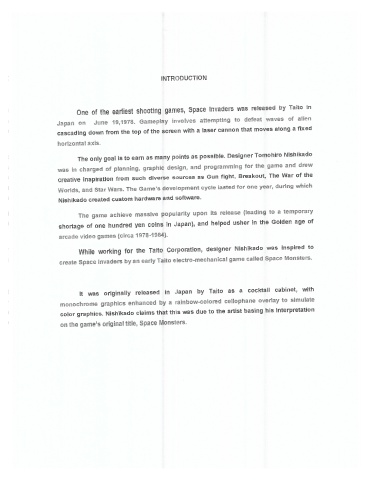 INTRODUCTION
One of the earliest shooting games, Space Invaders was released by Taito in
Japan on June 19,1978. Gameplay involves attempting to defeat waves of alien
cascading down from the top of the screen with a laser cannon that moves along a fixed
horizontal axis.
The only goal is to earn as many points as possible. Designer Tomohiro Nishikado
was in charged of planning, graphic design, and programming for the game and drew
creative inspiration from such diverse sources as Gun fight, Breakout, The War of the
Worlds, and Star Wars. The Game's development cycle lasted for one year, during which
Nishikado created custom hardware and software.
The game achieve massive popularity upon its release (leading to a temporary
shortage of one hundred yen coins in Japan), and helped usher in the Golden age of
arcade video games (circa 1978-1984).
While working for the Taito Corporation, designer Nishikado was inspired to
create Space Invaders by an early Taito electro-mechanical game called Space Monsters.
It was originally released in Japan by Taito as a cocktail cabinet, with
monochrome graphics enhanced by a rainbow-colored cellophane overlay to simulate
color graphics. Nishikado claims that this was due to the artist basing his interpretation
on the game's original title, Space Monsters.